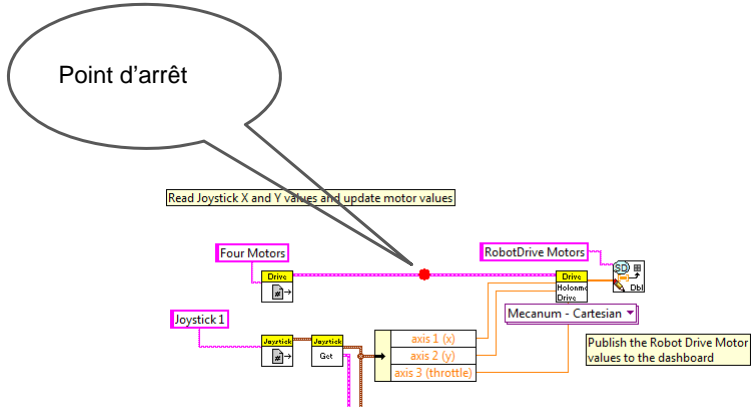 Point d’arrêt
Read Joystick X and Y values and update motor values
Four Motors
RobotDrive Motors
Drive
Drive
Holonmc
Drive
SD
Dbl
Mecanum - Cartesian
Joystick 1
Joystick
Joystick
Get
axis 1 (x)
axis 2 (y)
axis 3 (throttle)
Publish the Robot Drive Motor
values to the dashboard